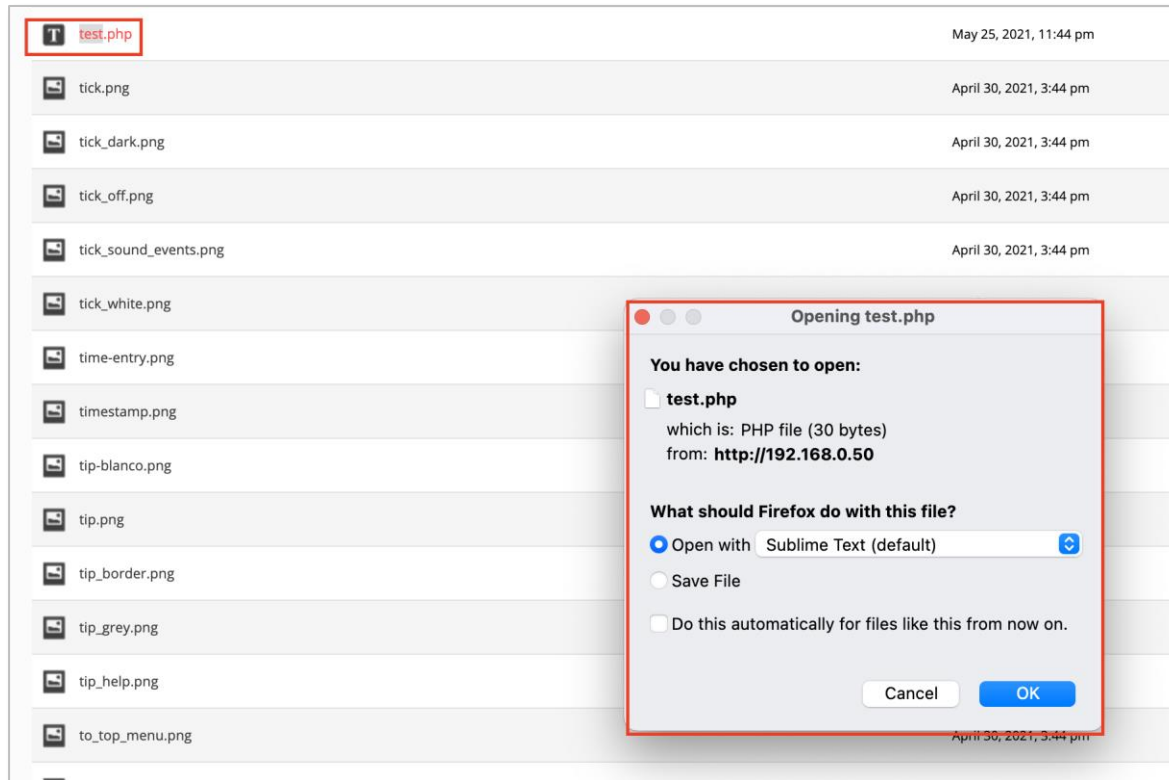 test.php May 25, 2021, 11:44 pm
tick.png April 30, 2021, 3:44 pm
tick_dark.png April 30, 2021, 3:44 pm
tick_off.png April 30, 2021, 3:44 pm
tick_sound_events.png April 30, 2021, 3:44 pm
tick_white.png
time-entry.png
timestamp.png
tip-blanco.png
tip.png
tip_border.png
tip_grey.png
tip_help.png
to_top_menu.png April 30, 2021, 3:44 pm
Opening test.php
You have chosen to open:
test.php
which is: PHP file (30 bytes)
from: http://192.168.0.50
What should Firefox do with this file?
Open with Sublime Text (default)
Save File
Do this automatically for files like this from now on.
Cancel OK